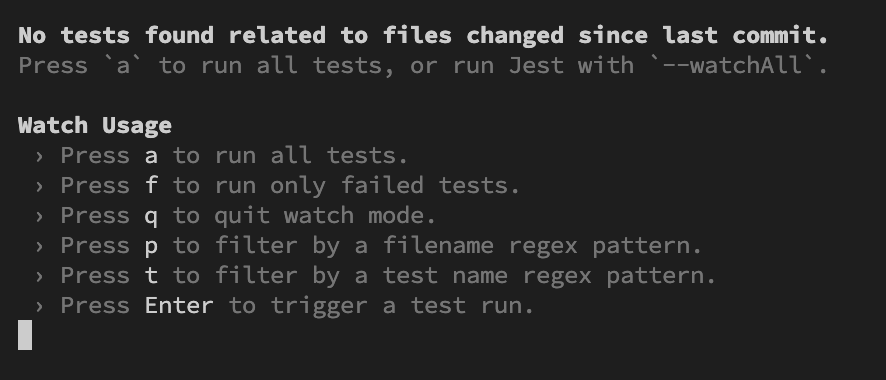 No tests found related to files changed since last commit.
Press `a` to run all tests, or run Jest with `--watchAll`.
Watch Usage
› Press a to run all tests.
› Press f to run only failed tests.
› Press q to quit watch mode.
› Press p to filter by a filename regex pattern.
› Press t to filter by a test name regex pattern.
› Press Enter to trigger a test run.